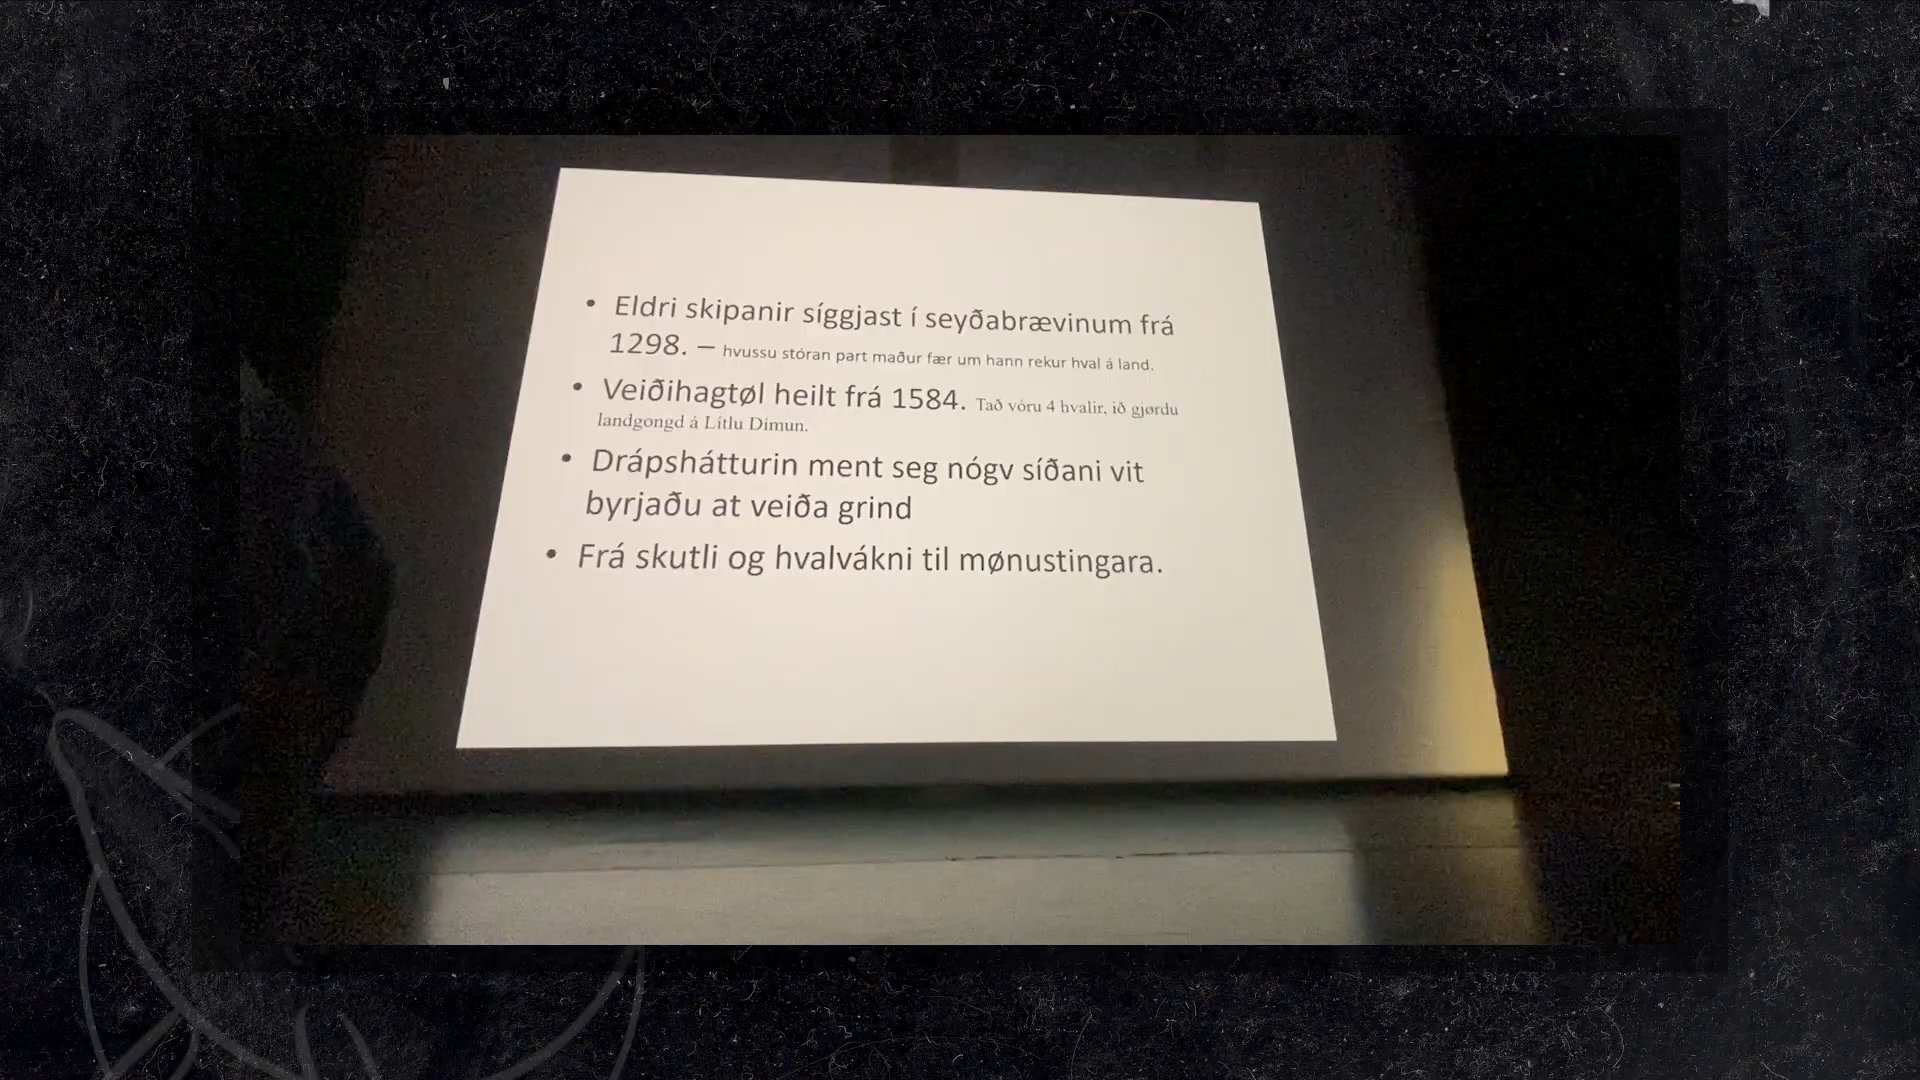 • Eldri skipanir síggjast í seyðabrævinum frá
1298. – hvussu stóran part maður fær um hann rekur hval á land.
• Veiðihagtøl heilt frá 1584. Tað vóru 4 hvalir, ið gjørdu
landgongd á Lítlu Dímun.
• Drápshátturin ment seg nógv síðani vit
byrjaðu at veiða grind
• Frá skutli og hvalvákni til mønustingara.